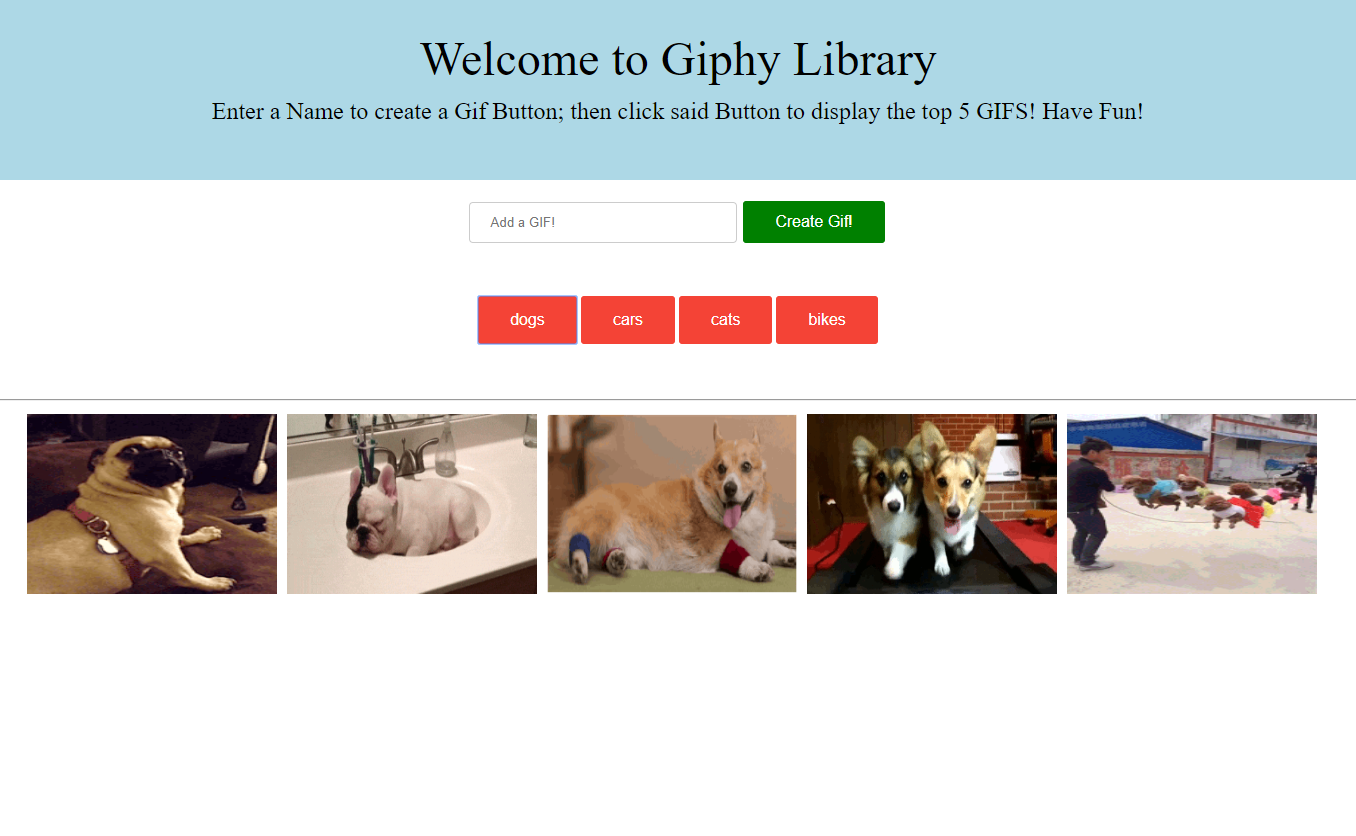 Welcome to Giphy Library
Enter a Name to create a Gif Button; then click said Button to display the top 5 GIFS! Have Fun!
Add a GIF! Create Gif!
dogs cars cats bikes